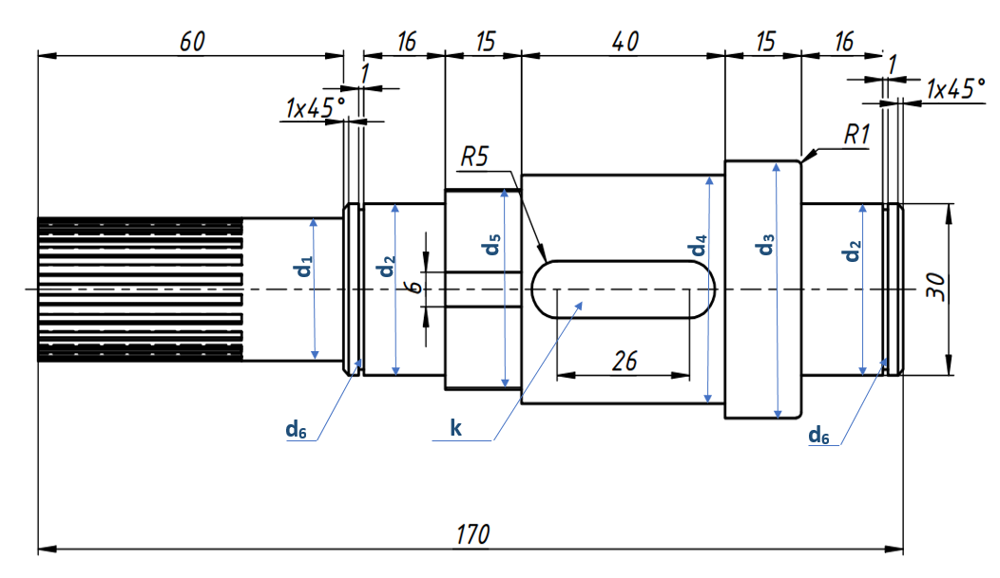 60
16
15
40
15
16
1
1
1x45°
1x45°
R5
R1
d₁
d₂
d₅
d₄
d₃
d₂
6
30
26
d₆
k
d₆
170